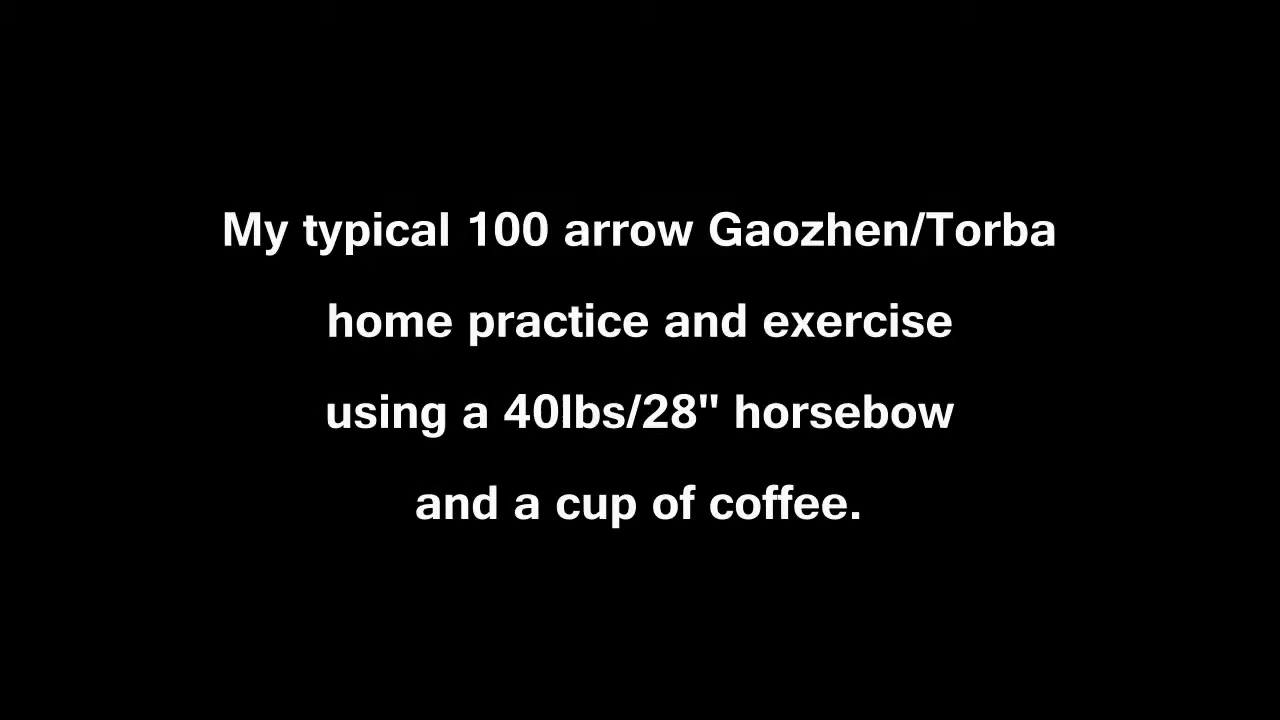 My typical 100 arrow Gaozhen/Torba
home practice and exercise
using a 40lbs/28" horsebow
and a cup of coffee.